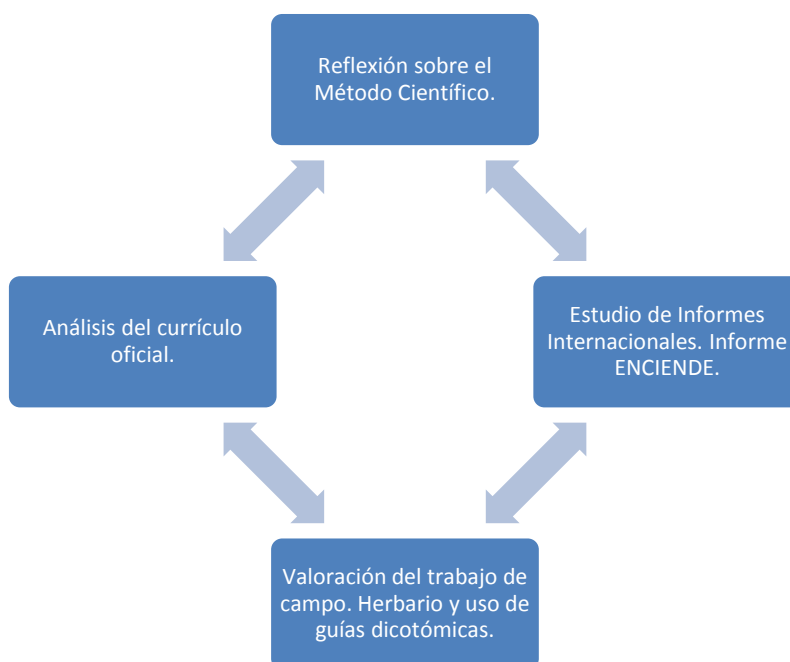 Reflexión sobre el
Método Científico.
Análisis del currículo
oficial.
Estudio de Informes
Internacionales. Informe
ENCIENDE.
Valoración del trabajo de
campo. Herbario y uso de
guías dicotómicas.